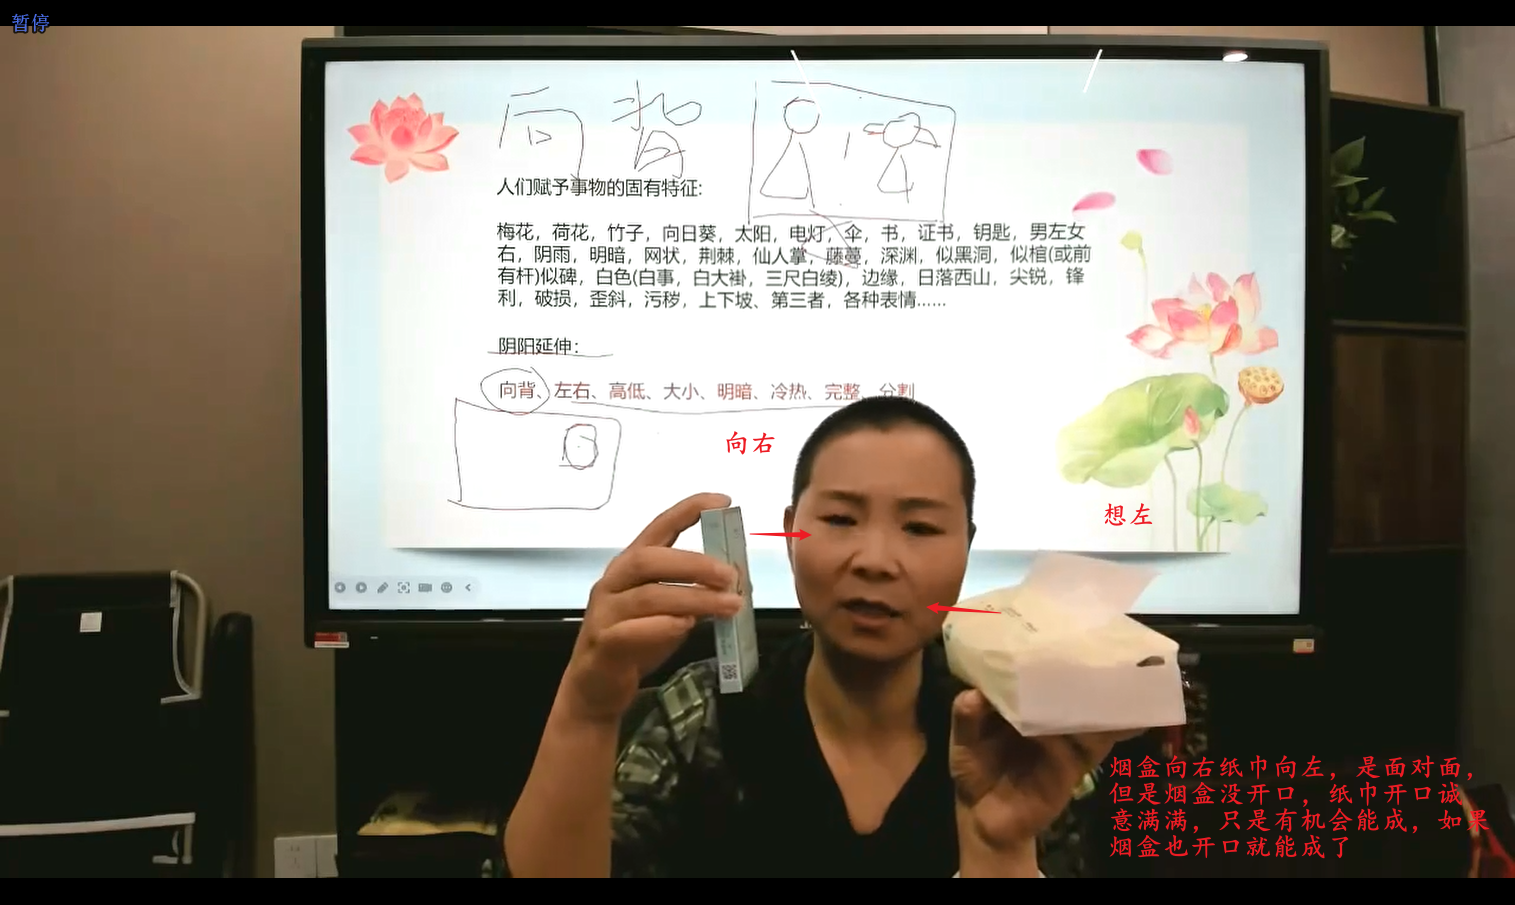 暂停
向背
人们赋予事物的固有特征:
梅花，荷花，竹子，向日葵，太阳，电灯，伞，书，证书，钥匙，男左女
右，阴雨，明暗，网状，荆棘，仙人掌，藤蔓，深渊，似黑洞，似棺(或前
有杆)似碑，白色(白事，白大褂，三尺白绫)，边缘，日落西山，尖锐，锋
利，破损，歪斜，污秽，上下坡、第三者，各种表情……
阴阳延伸：
向背、左右、高低、大小、明暗、冷热、完整、分割
向右
想左
烟盒向右纸巾向左，是面对面，
但是烟盒没开口，纸巾开口诚
意满满，只是有机会能成，如果
烟盒也开口就能成了